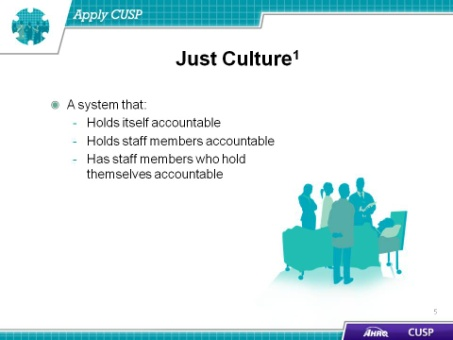 Apply CUSP
Just Culture¹
A system that:
- Holds itself accountable
- Holds staff members accountable
- Has staff members who hold
themselves accountable
5
AHRQ CUSP